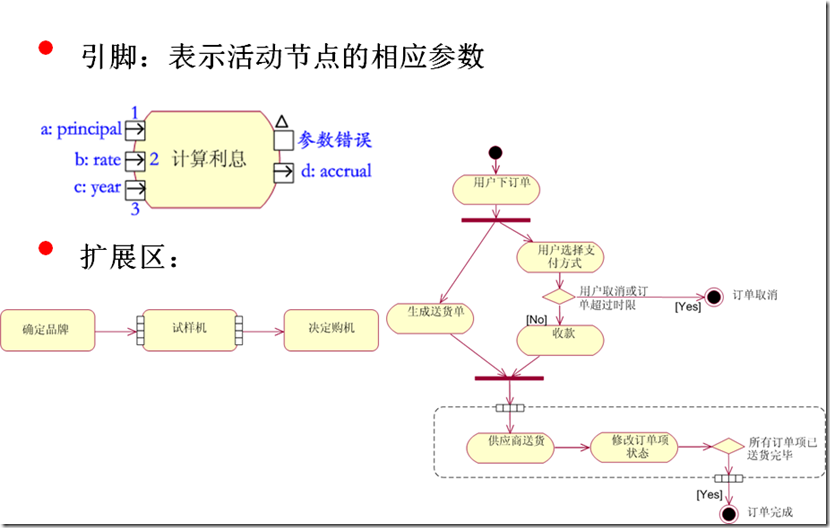 引脚：表示活动节点的相应参数
1
a: principal
b: rate
2
c: year
3
计算利息
参数错误
d: accrual
扩展区：
确定品牌
试样机
决定购机
用户下订单
用户选择支
付方式
用户取消或订
单超过时限
[Yes]
订单取消
生成送货单
[No]
收款
供应商送货
修改订单项
状态
所有订单项已
送货完毕
[Yes]
订单完成